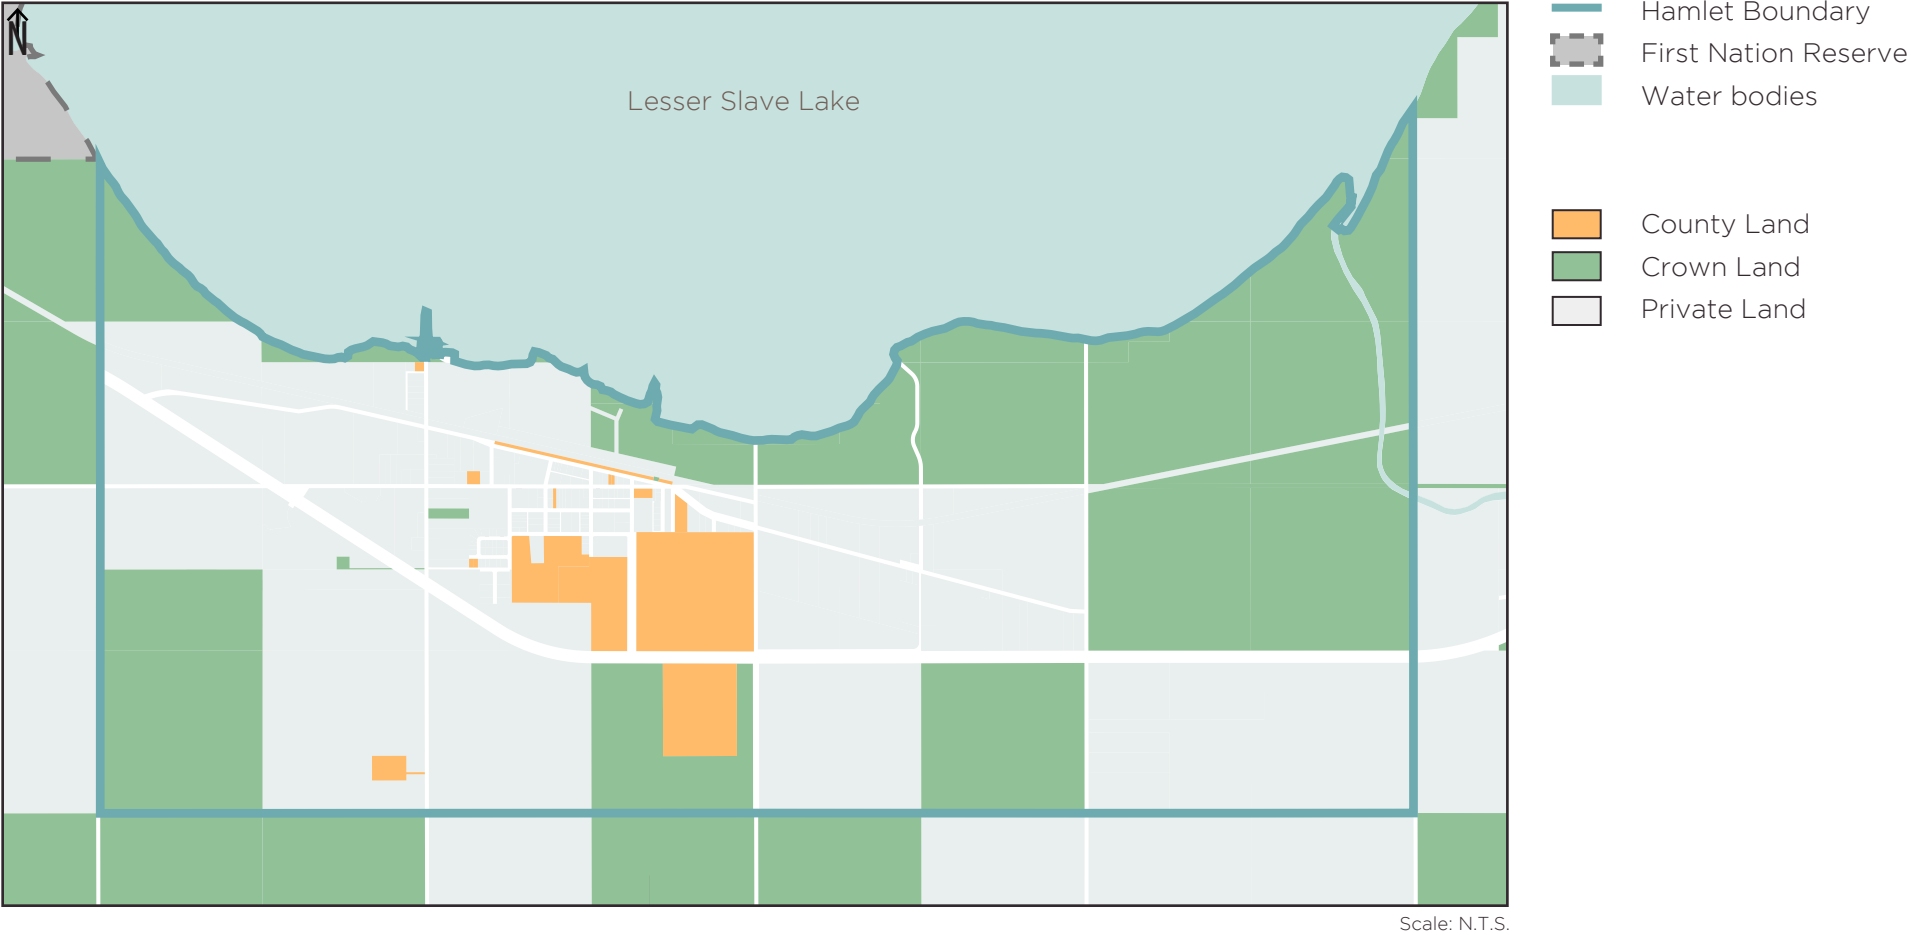 N
Lesser Slave Lake
Hamlet Boundary
First Nation Reserve
Water bodies
County Land
Crown Land
Private Land
Scale: N.T.S.